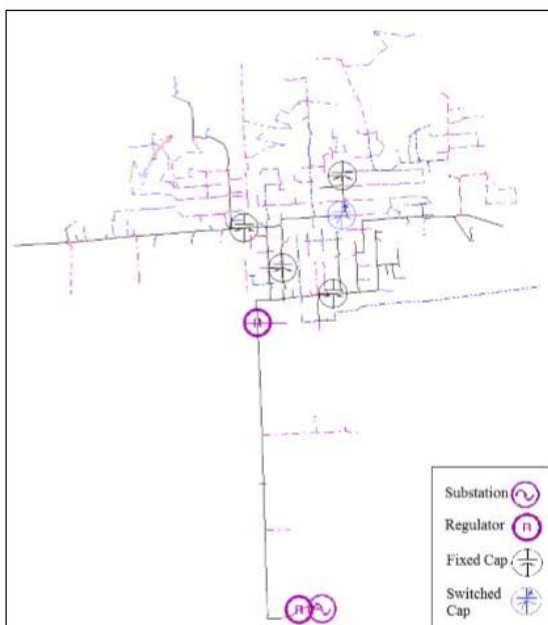 R
R
Substation
Regulator
R
Fixed Cap
Switched
Cap